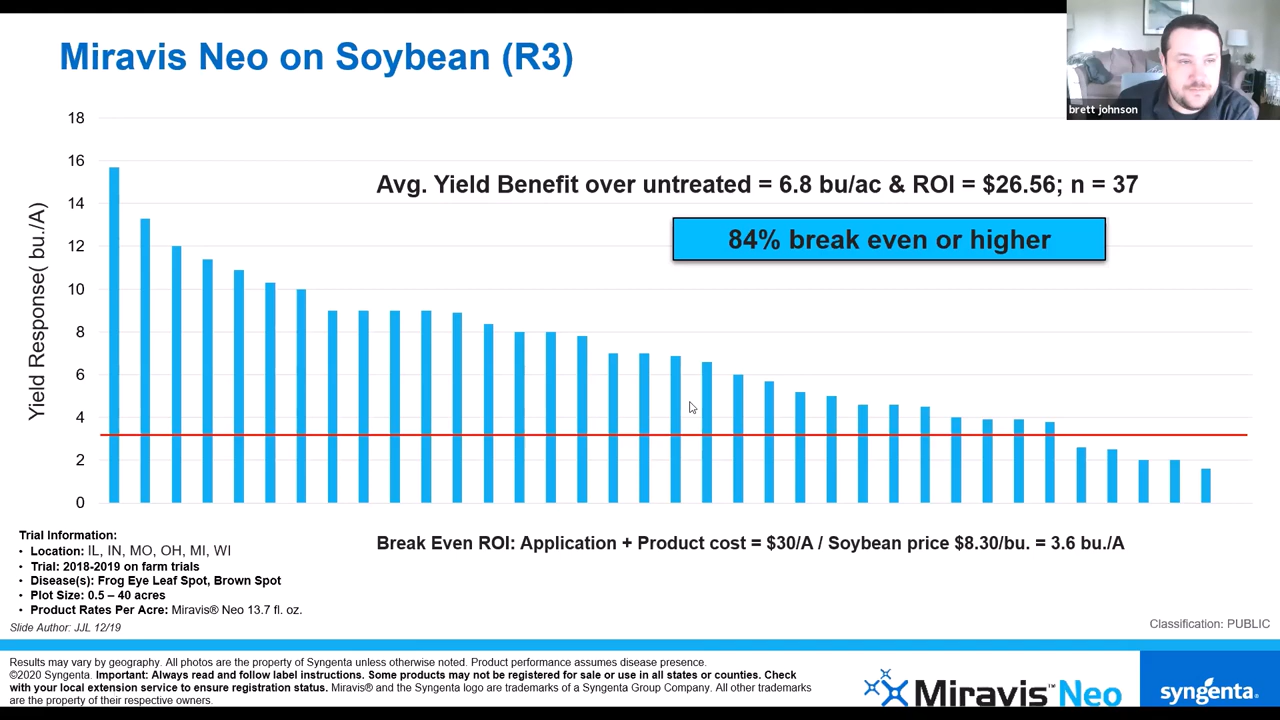 Miravis Neo on Soybean (R3)
brett johnson
18
16
14
12
10
8
6
4
2
0
Yield Response( bu./A)
Avg. Yield Benefit over untreated = 6.8 bu/ac & ROI = $26.56; n = 37
84% break even or higher
Break Even ROI: Application + Product cost = $30/A / Soybean price $8.30/bu. = 3.6 bu./A
Trial Information:
• Location: IL, IN, MO, OH, MI, WI
• Trial: 2018-2019 on farm trials
• Disease(s): Frog Eye Leaf Spot, Brown Spot
• Plot Size: 0.5 – 40 acres
• Product Rates Per Acre: Miravis® Neo 13.7 fl. oz.
Slide Author: JJL 12/19
Classification: PUBLIC
Results may vary by geography. All photos are the property of Syngenta unless otherwise noted. Product performance assumes disease presence.
©2020 Syngenta. Important: Always read and follow label instructions. Some products may not be registered for sale or use in all states or counties. Check
with your local extension service to ensure registration status. Miravis® and the Syngenta logo are trademarks of a Syngenta Group Company. All other trademarks
are the property of their respective owners.
Miravis™ Neo
syngenta®